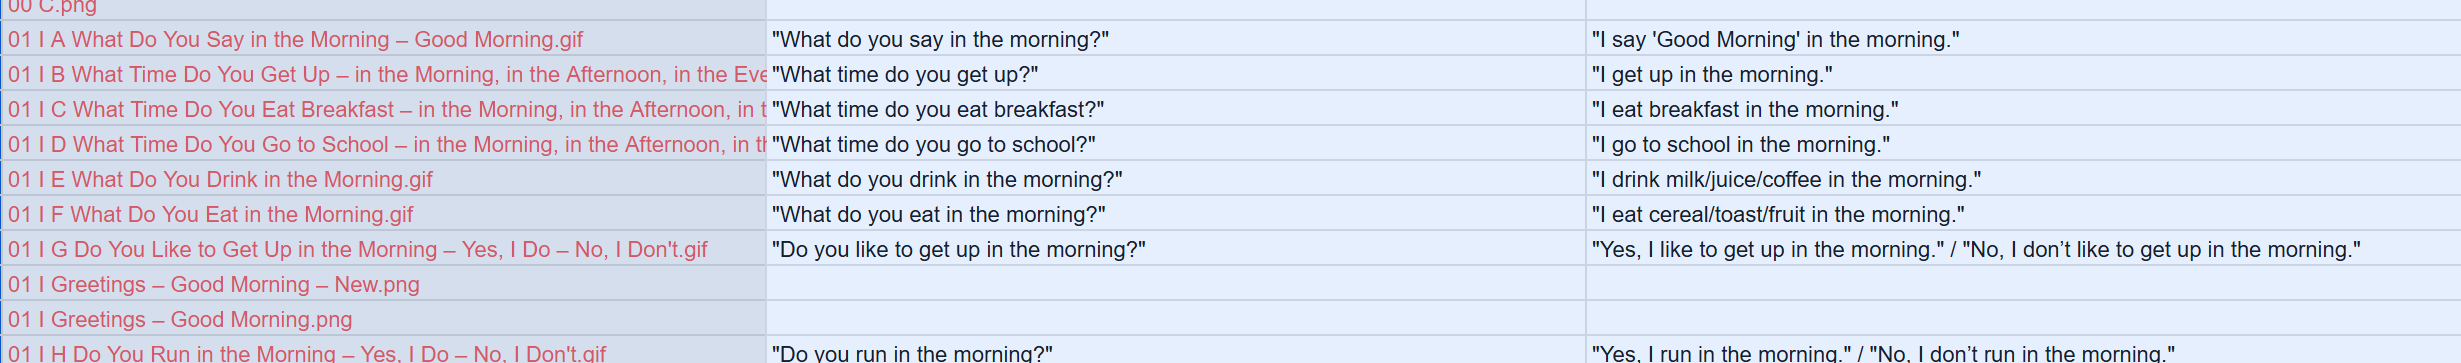 00 C.png
01 I A What Do You Say in the Morning – Good Morning.gif "What do you say in the morning?" "I say 'Good Morning' in the morning."
01 I B What Time Do You Get Up – in the Morning, in the Afternoon, in the Eve "What time do you get up?" "I get up in the morning."
01 I C What Time Do You Eat Breakfast – in the Morning, in the Afternoon, in t "What time do you eat breakfast?" "I eat breakfast in the morning."
01 I D What Time Do You Go to School – in the Morning, in the Afternoon, in th "What time do you go to school?" "I go to school in the morning."
01 I E What Do You Drink in the Morning.gif "What do you drink in the morning?" "I drink milk/juice/coffee in the morning."
01 I F What Do You Eat in the Morning.gif "What do you eat in the morning?" "I eat cereal/toast/fruit in the morning."
01 I G Do You Like to Get Up in the Morning – Yes, I Do – No, I Don't.gif "Do you like to get up in the morning?" "Yes, I like to get up in the morning." / "No, I don’t like to get up in the morning."
01 I Greetings – Good Morning – New.png
01 I Greetings – Good Morning.png
01 I H Do You Run in the Morning – Yes, I Do – No, I Don't.gif "Do you run in the morning?" "Yes, I run in the morning." / "No, I don’t run in the morning."